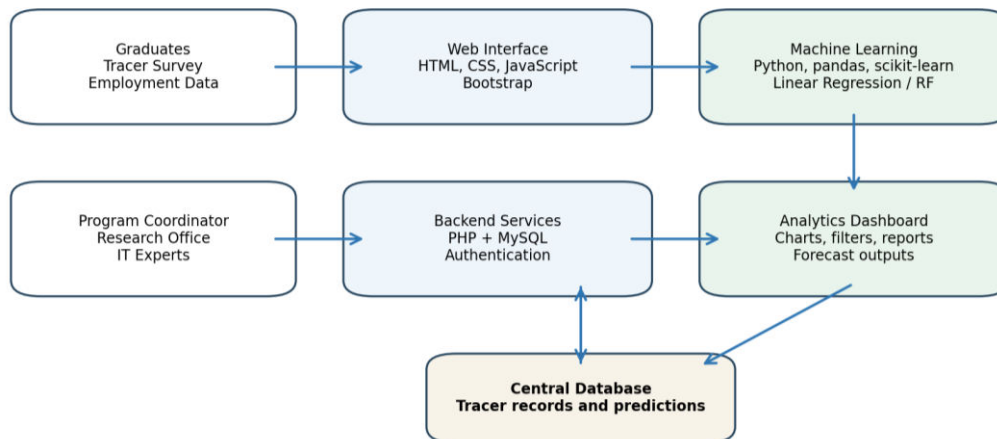 Graduates
Tracer Survey
Employment Data
Web Interface
HTML, CSS, JavaScript
Bootstrap
Machine Learning
Python, pandas, scikit-learn
Linear Regression / RF
Program Coordinator
Research Office
IT Experts
Backend Services
PHP + MySQL
Authentication
Analytics Dashboard
Charts, filters, reports
Forecast outputs
Central Database
Tracer records and predictions